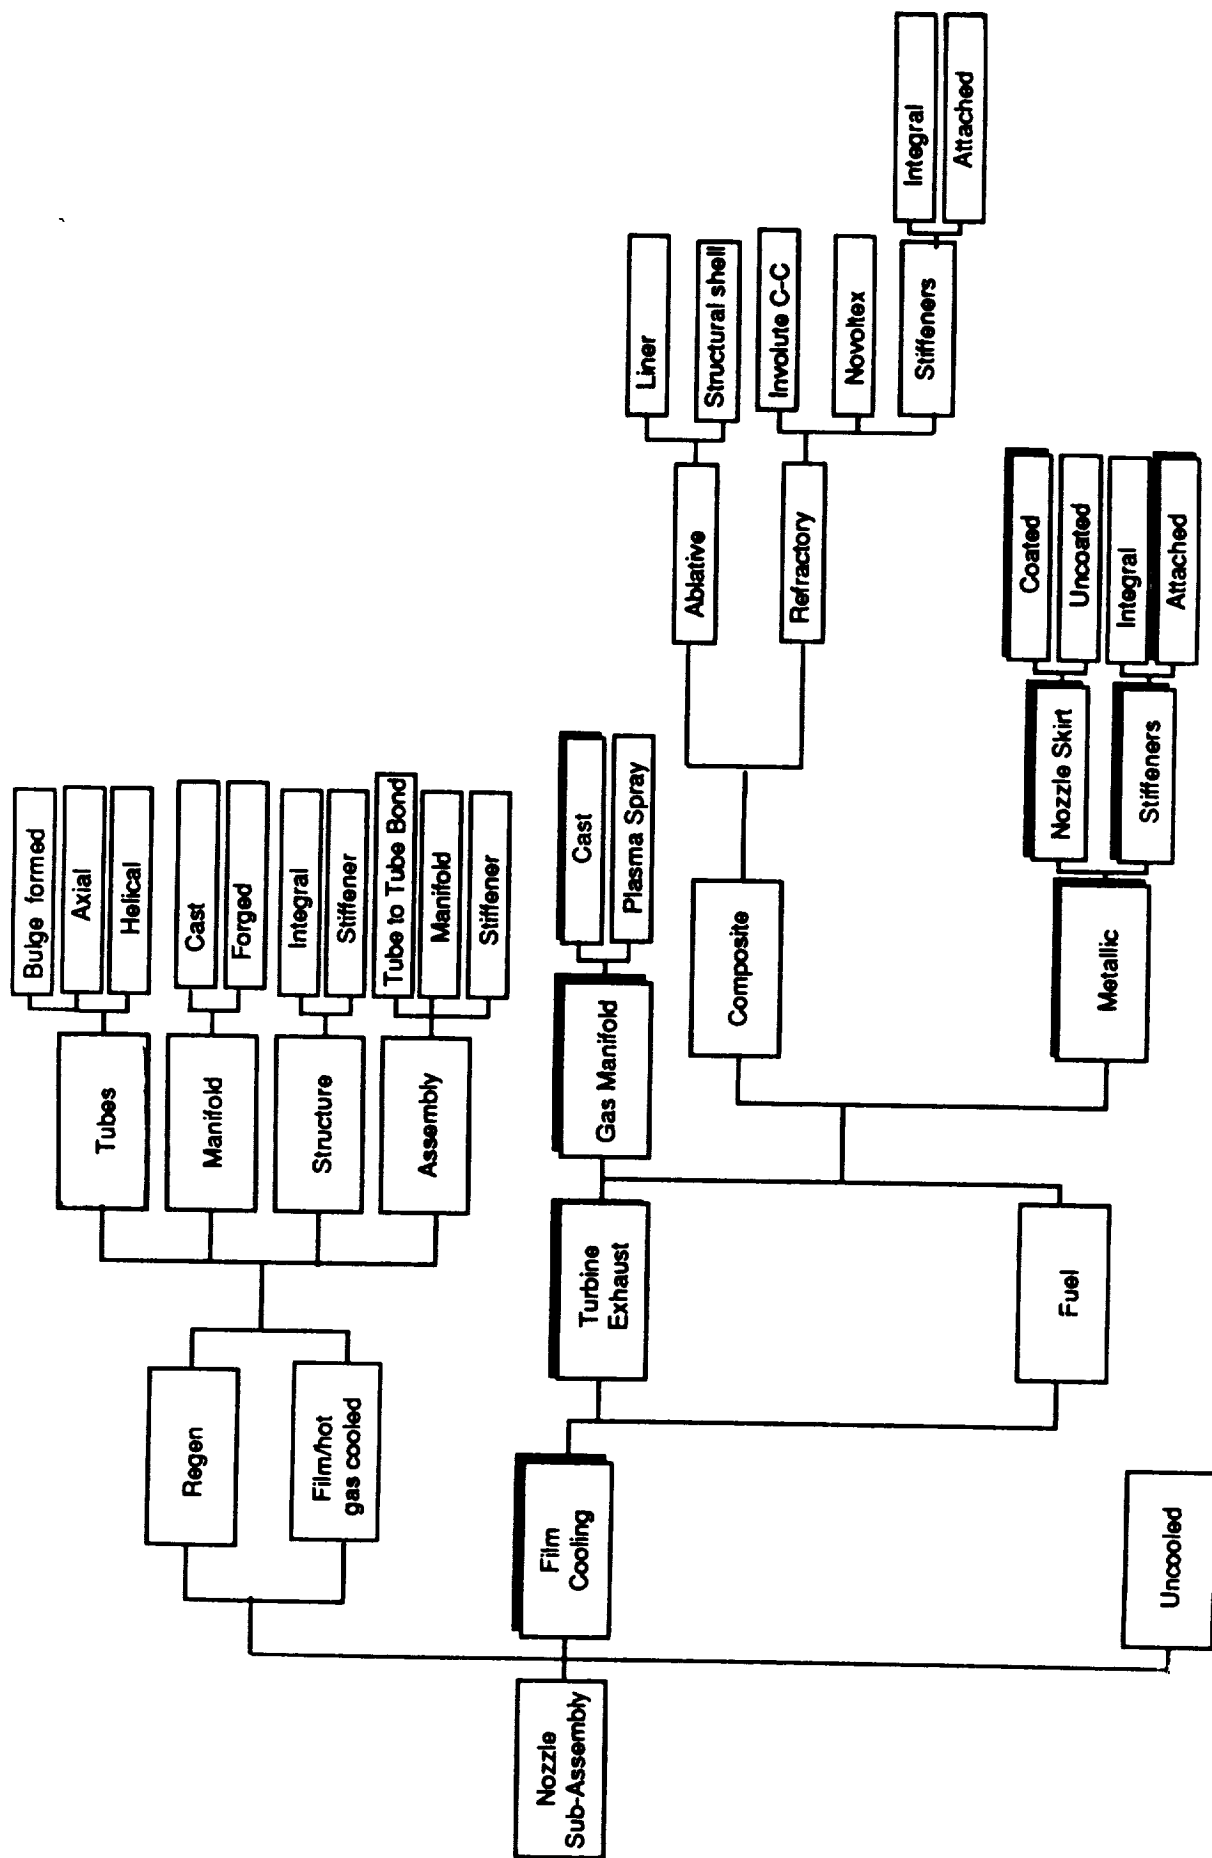 Nozzle
Sub-Assembly
Regen
Film/hot
gas cooled
Film
Cooling
Uncooled
Tubes
Manifold
Structure
Assembly
Bulge formed
Axial
Helical
Cast
Forged
Integral
Stiffener
Tube to Tube Bond
Manifold
Stiffener
Turbine
Exhaust
Fuel
Gas Manifold
Cast
Plasma Spray
Composite
Metallic
Ablative
Refractory
Liner
Structural shell
Involute C-C
Novoltex
Stiffeners
Integral
Attached
Nozzle Skirt
Stiffeners
Coated
Uncoated
Integral
Attached